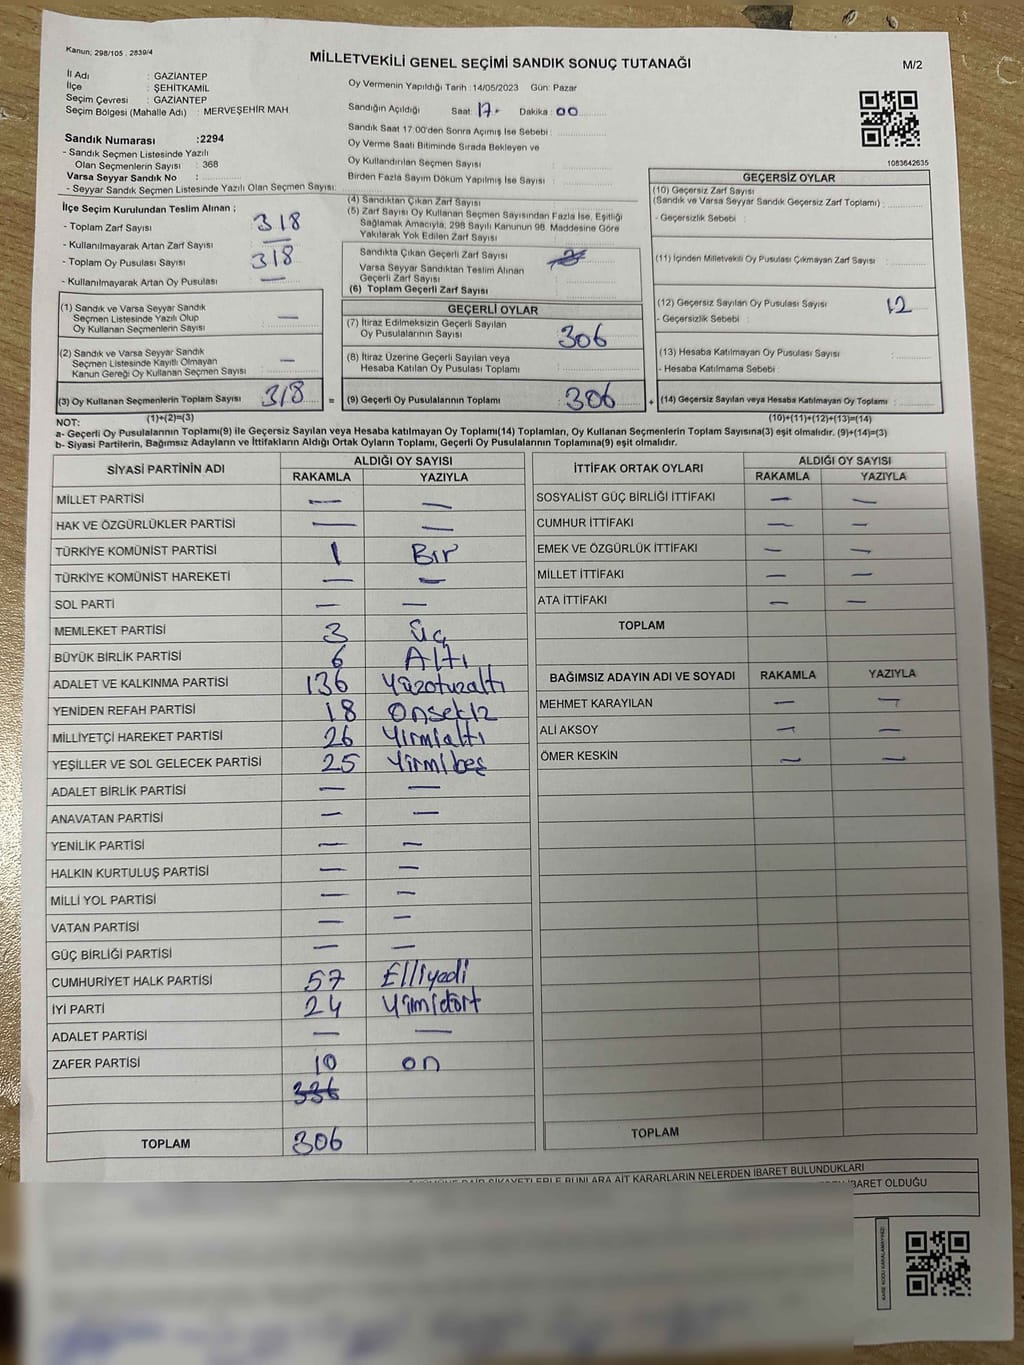 Kanun; 298/105 . 2839/4
MİLLETVEKİLİ GENEL SEÇİMİ SANDIK SONUÇ TUTANAĞI
M/2
İl Adı : GAZİANTEP
İlçe : ŞEHİTKAMİL
Seçim Çevresi : GAZİANTEP
Seçim Bölgesi (Mahalle Adı) : MERVEŞEHİR MAH
Sandık Numarası :2294
- Sandık Seçmen Listesinde Yazılı
Olan Seçmenlerin Sayısı : 368
Varsa Seyyar Sandık No :
- Seyyar Sandık Seçmen Listesinde Yazılı Olan Seçmen Sayısı:
Oy Vermenin Yapıldığı Tarih : 14/05/2023 Gün: Pazar
Sandığın Açıldığı Saat : 17 Dakika : 00
Sandık Saat 17:00'den Sonra Açımış İse Sebebi :
Oy Verme Saati Bitiminde Sırada Bekleyen ve
Oy Kullandırılan Seçmen Sayısı :
Birden Fazla Sayım Döküm Yapılmış İse Sayısı :
1083642635
İlçe Seçim Kurulundan Teslim Alınan ;
- Toplam Zarf Sayısı : 318
- Kullanılmayarak Artan Zarf Sayısı : —
- Toplam Oy Pusulası Sayısı : 318
- Kullanılmayarak Artan Oy Pusulası : —
(1) Sandık ve Varsa Seyyar Sandık
Seçmen Listesinde Yazılı Olup
Oy Kullanan Seçmenlerin Sayısı : —
(2) Sandık ve Varsa Seyyar Sandık
Seçmen Listesinde Kayıtlı Olmayan
Kanun Gereği Oy Kullanan Seçmen Sayısı : —
(3) Oy Kullanan Seçmenlerin Toplam Sayısı 318 =
(1)+(2)=(3)
(4) Sandıktan Çıkan Zarf Sayısı :
(5) Zarf Sayısı Oy Kullanan Seçmen Sayısından Fazla İse, Eşitliği
Sağlamak Amacıyla, 298 Sayılı Kanunun 98. Maddesine Göre
Yakılarak Yok Edilen Zarf Sayısı :
Sandıkta Çıkan Geçerli Zarf Sayısı :
Varsa Seyyar Sandıktan Teslim Alınan
Geçerli Zarf Sayısı :
(6) Toplam Geçerli Zarf Sayısı :
GEÇERLİ OYLAR
(7) İtiraz Edilmeksizin Geçerli Sayılan
Oy Pusulalarının Sayısı : 306
(8) İtiraz Üzerine Geçerli Sayılan veya
Hesaba Katılan Oy Pusulası Toplamı :
(9) Geçerli Oy Pusulalarının Toplamı : 306 +
GEÇERSİZ OYLAR
(10) Geçersiz Zarf Sayısı
(Sandık ve Varsa Seyyar Sandık Geçersiz Zarf Toplamı) :
- Geçersizlik Sebebi :
(11) İçinden Milletvekili Oy Pusulası Çıkmayan Zarf Sayısı :
(12) Geçersiz Sayılan Oy Pusulası Sayısı : 12
- Geçersizlik Sebebi :
(13) Hesaba Katılmayan Oy Pusulası Sayısı :
- Hesaba Katılmama Sebebi :
(14) Geçersiz Sayılan veya Hesaba Katılmayan Oy Toplamı :
(10)+(11)+(12)+(13)=(14)
NOT:
a- Geçerli Oy Pusulalarının Toplamı(9) ile Geçersiz Sayılan veya Hesaba katılmayan Oy Toplamı(14) Toplamları, Oy Kullanan Seçmenlerin Toplam Sayısına(3) eşit olmalıdır. (9)+(14)=(3)
b- Siyasi Partilerin, Bağımsız Adayların ve İttifakların Aldığı Ortak Oyların Toplamı, Geçerli Oy Pusulalarının Toplamına(9) eşit olmalıdır.
SİYASİ PARTİNİN ADI ALDIĞI OY SAYISI
RAKAMLA YAZIYLA
MİLLET PARTİSİ — —
HAK VE ÖZGÜRLÜKLER PARTİSİ — —
TÜRKİYE KOMÜNİST PARTİSİ 1 Bir
TÜRKİYE KOMÜNİST HAREKETİ — —
SOL PARTİ — —
MEMLEKET PARTİSİ 3 Üç
BÜYÜK BİRLİK PARTİSİ 6 Altı
ADALET VE KALKINMA PARTİSİ 136 Yüzotuzaltı
YENİDEN REFAH PARTİSİ 18 Onsekiz
MİLLİYETÇİ HAREKET PARTİSİ 26 Yirmialtı
YEŞİLLER VE SOL GELECEK PARTİSİ 25 Yirmibeş
ADALET BİRLİK PARTİSİ — —
ANAVATAN PARTİSİ — —
YENİLİK PARTİSİ — —
HALKIN KURTULUŞ PARTİSİ — —
MİLLİ YOL PARTİSİ — —
VATAN PARTİSİ — —
GÜÇ BİRLİĞİ PARTİSİ — —
CUMHURİYET HALK PARTİSİ 57 Elliyedi
İYİ PARTİ 24 Yirmidört
ADALET PARTİSİ — —
ZAFER PARTİSİ 10 on
336
TOPLAM 306
İTTİFAK ORTAK OYLARI ALDIĞI OY SAYISI
RAKAMLA YAZIYLA
SOSYALİST GÜÇ BİRLİĞİ İTTİFAKI — —
CUMHUR İTTİFAKI — —
EMEK VE ÖZGÜRLÜK İTTİFAKI — —
MİLLET İTTİFAKI — —
ATA İTTİFAKI — —
TOPLAM
BAĞIMSIZ ADAYIN ADI VE SOYADI RAKAMLA YAZIYLA
MEHMET KARAYILAN — —
ALİ AKSOY — —
ÖMER KESKİN — —
TOPLAM
ŞİKAYETLERLE BUNLARA AİT KARARLARIN NELERDEN İBARET BULUNDUKLARI
İBARET OLDUĞU